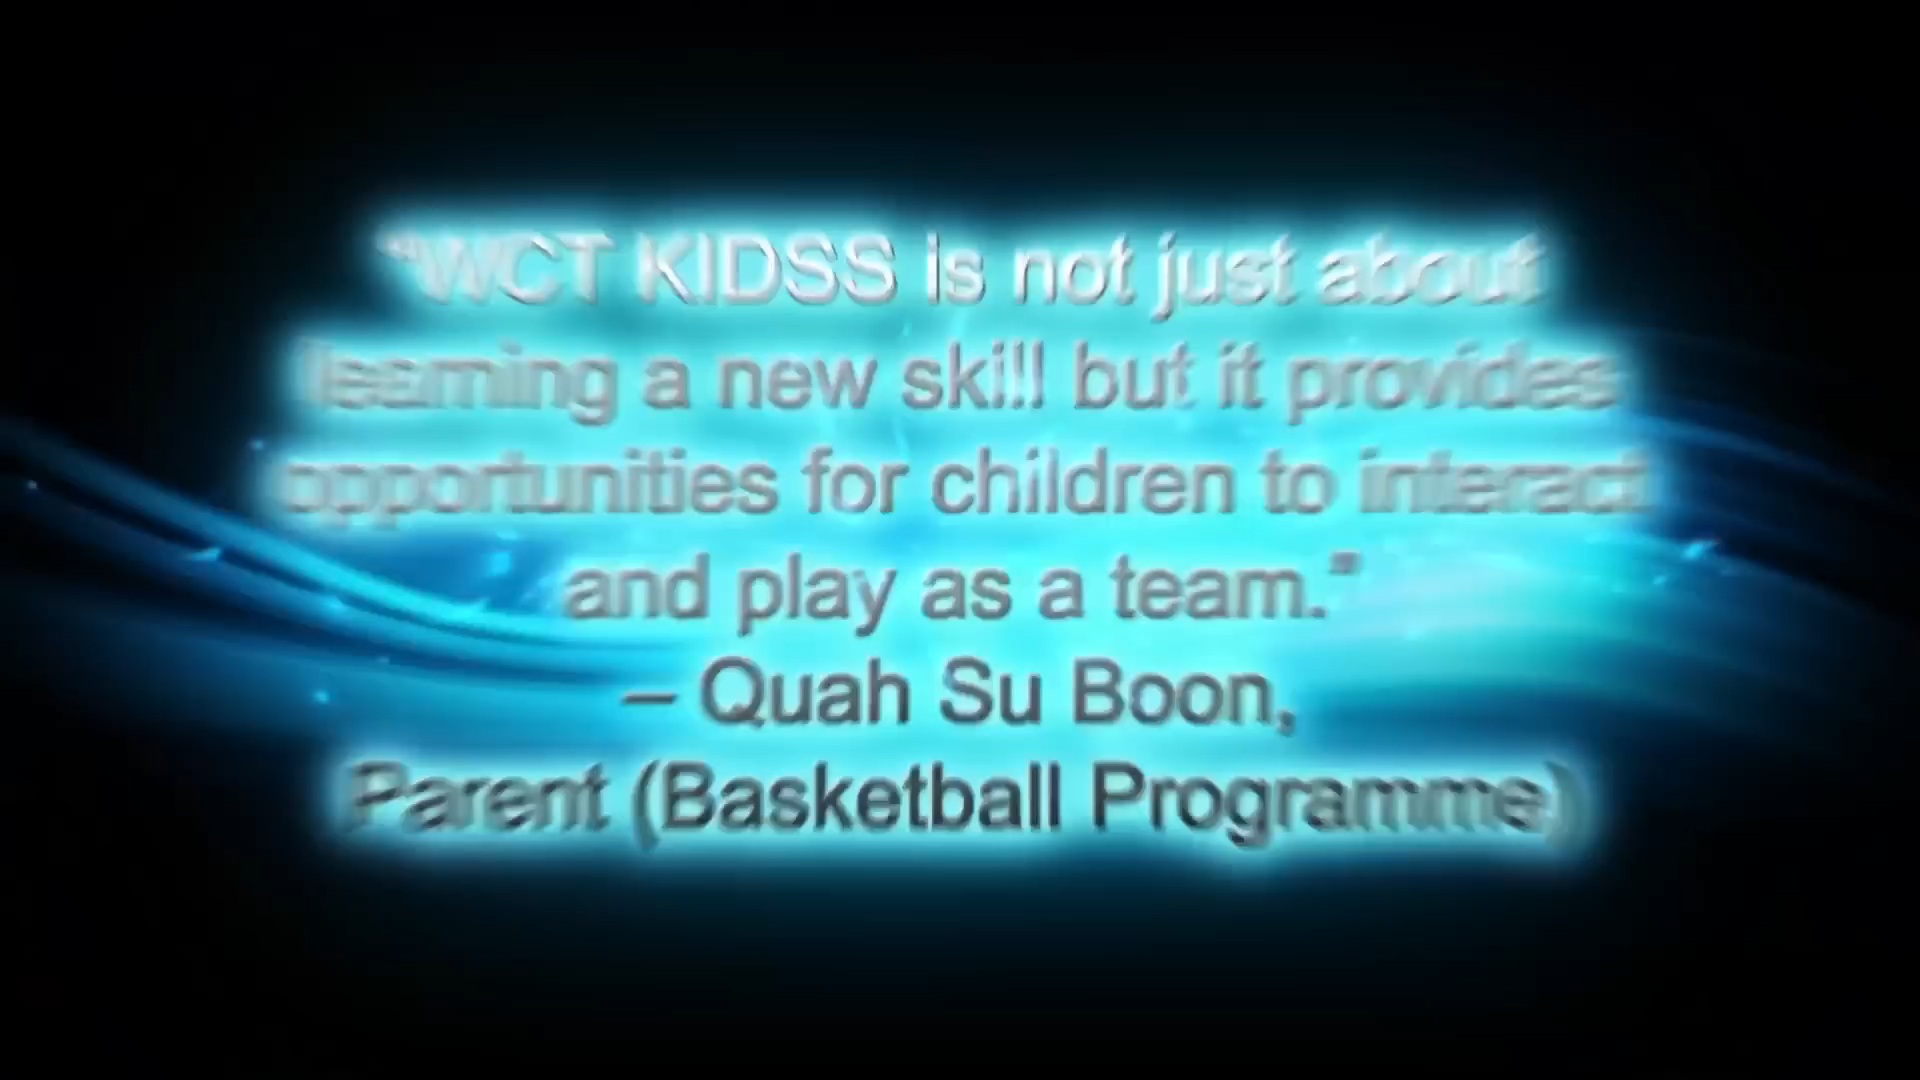 “WCT KIDSS is not just about
learning a new skill but it provides
opportunities for children to interact
and play as a team.”
– Quah Su Boon,
Parent (Basketball Programme)